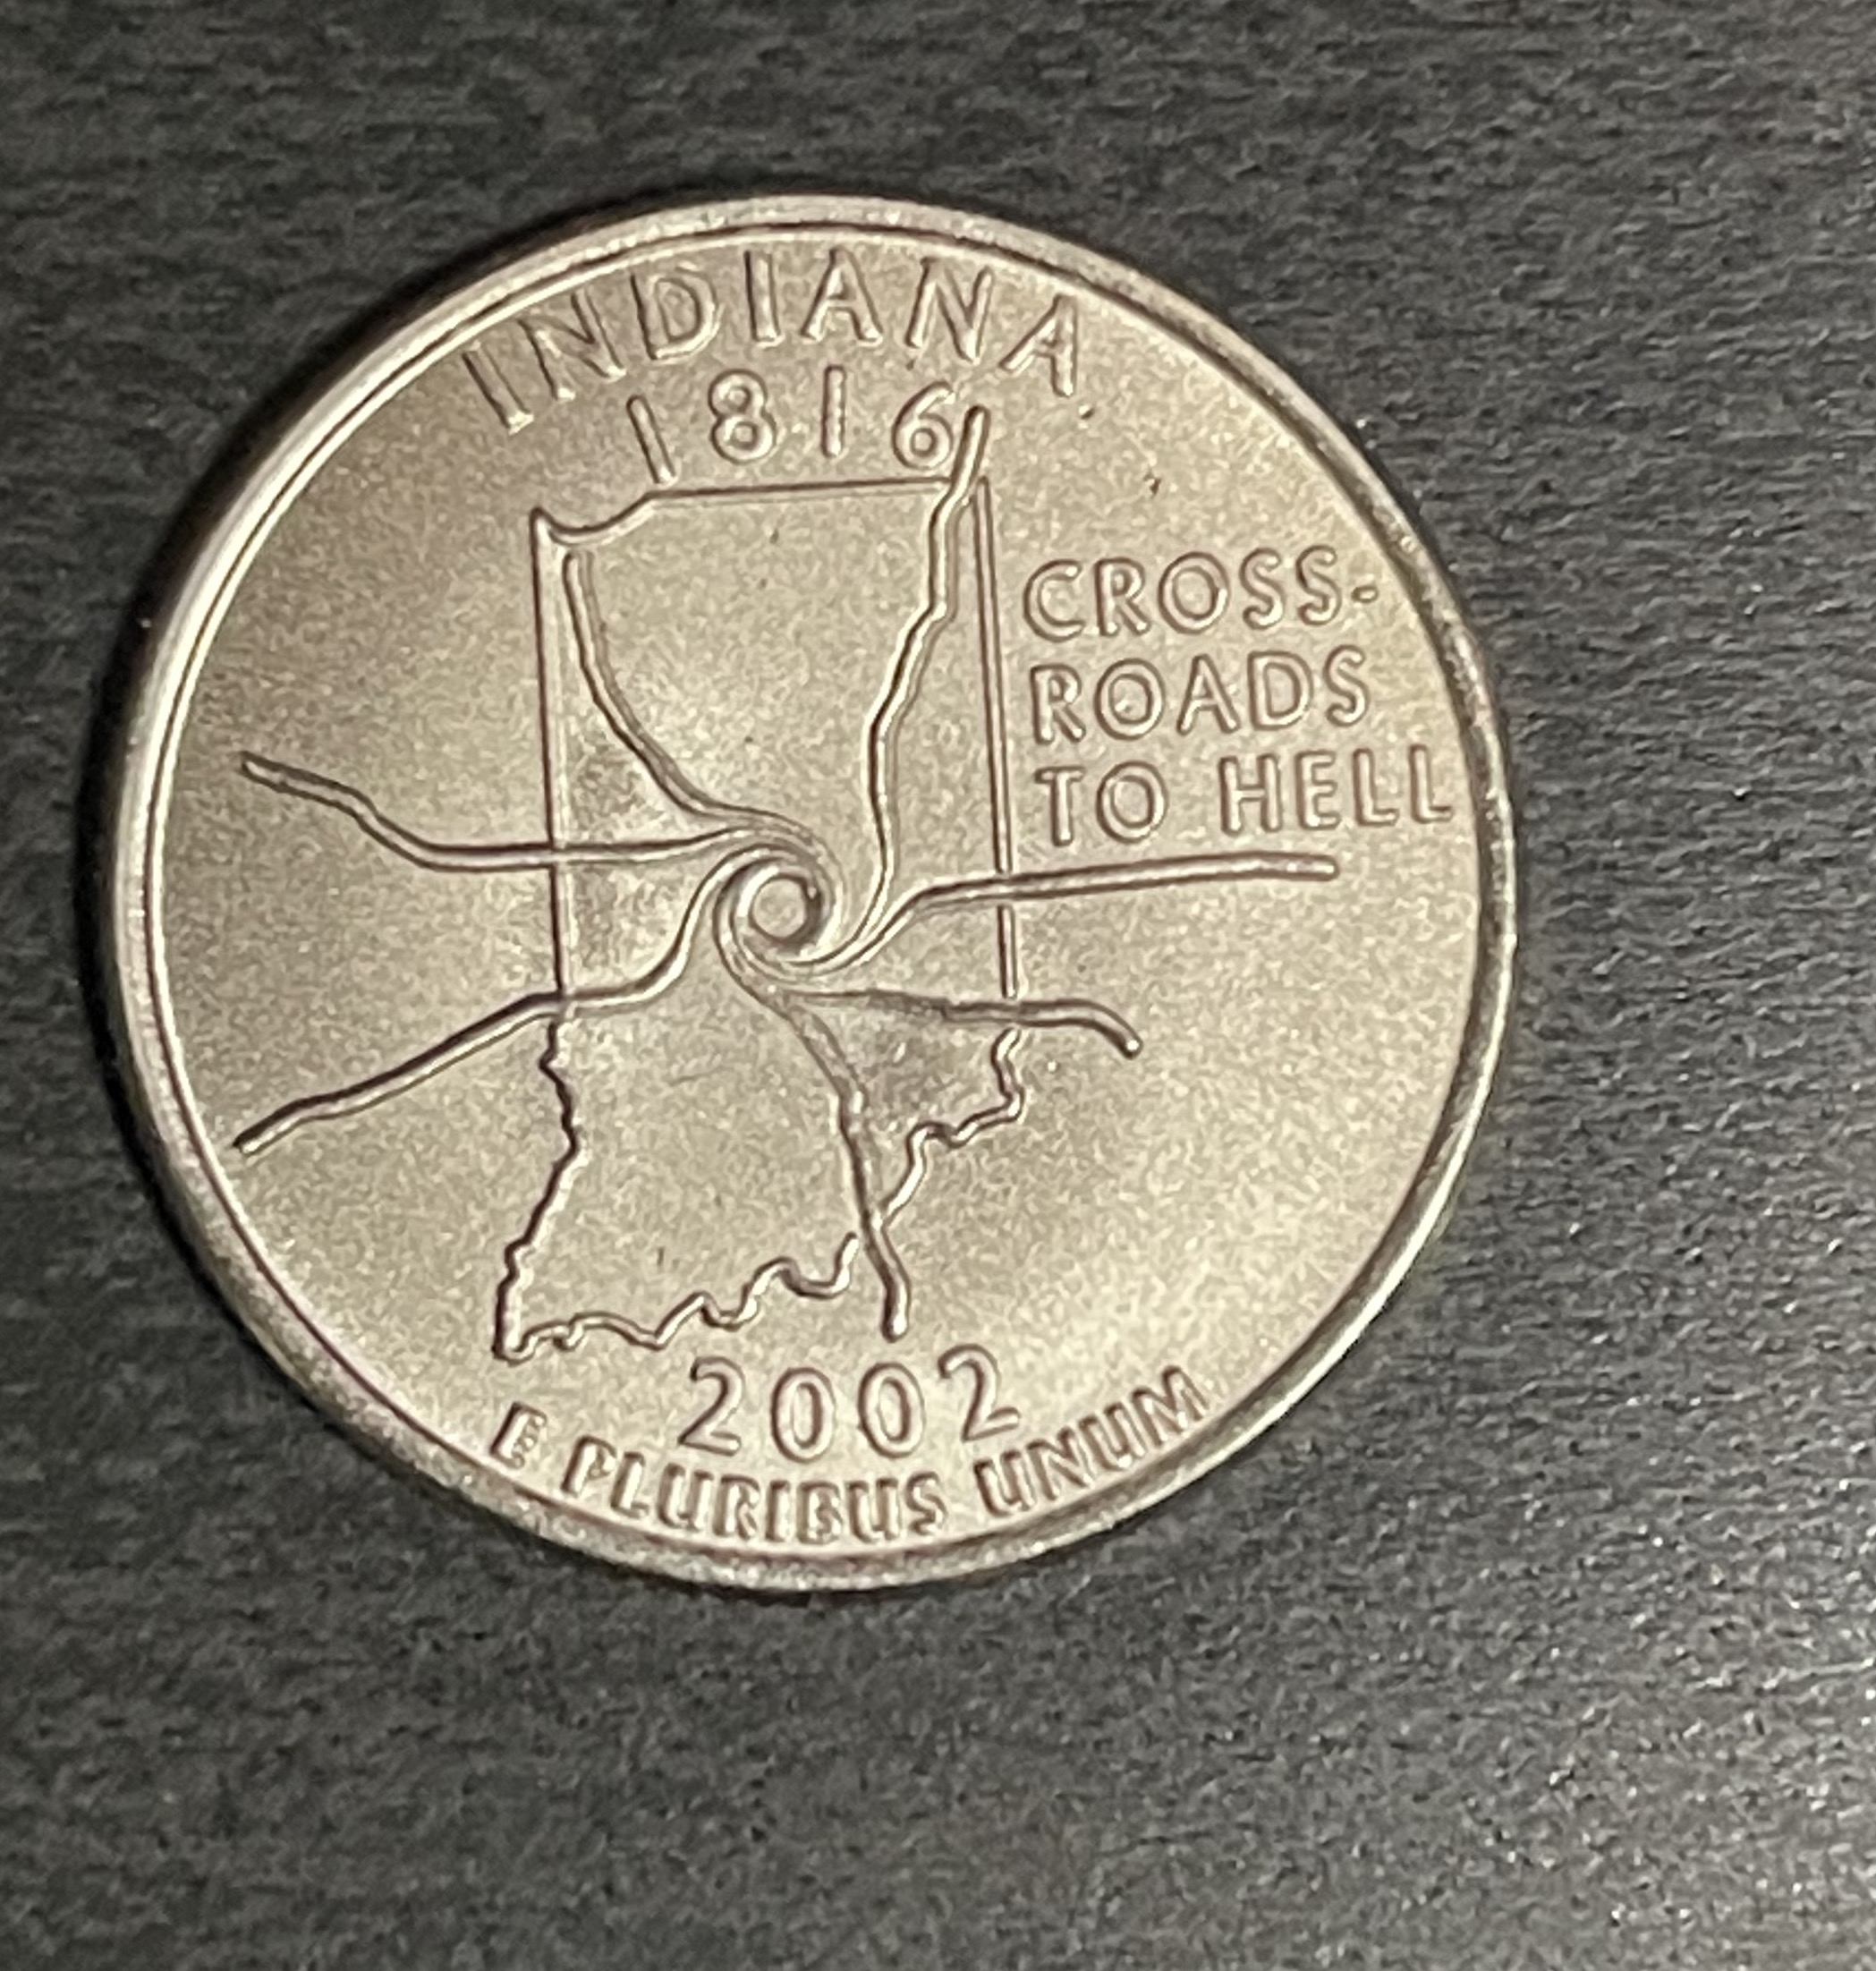 INDIANA
1816
CROSS-
ROADS
TO HELL
2002
E PLURIBUS UNUM